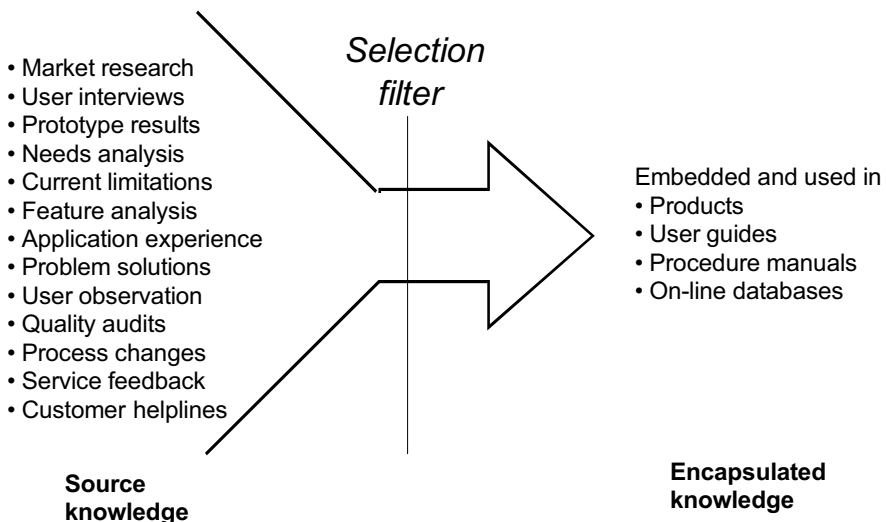 Selection
filter
• Market research
• User interviews
• Prototype results
• Needs analysis
• Current limitations
• Feature analysis
• Application experience
• Problem solutions
• User observation
• Quality audits
• Process changes
• Service feedback
• Customer helplines
Embedded and used in
• Products
• User guides
• Procedure manuals
• On-line databases
Source
knowledge
Encapsulated
knowledge